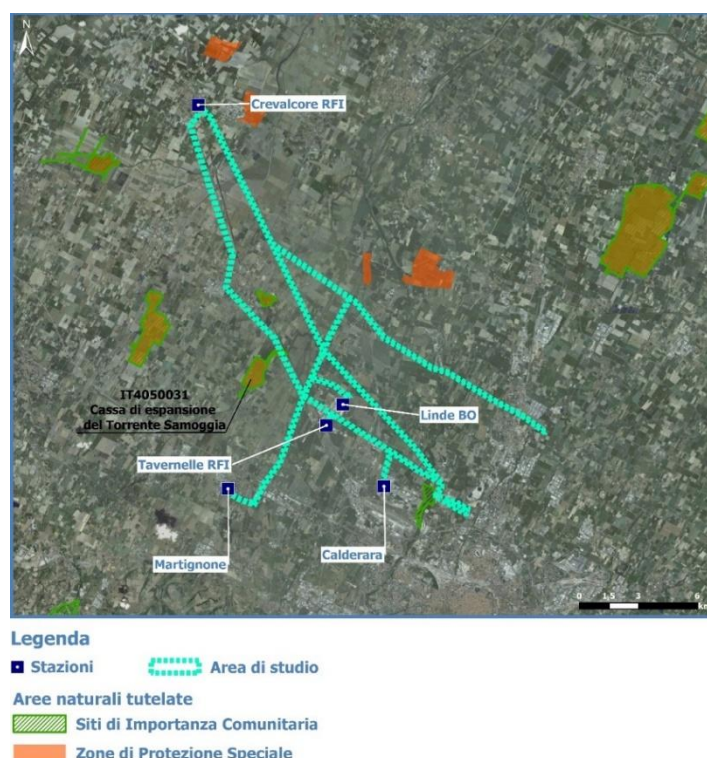 N
Crevalcore RFI
IT4050031
Cassa di espansione
del Torrente Samoggia
Linde BO
Tavernelle RFI
Martignone
Calderara
0 1,5 3 6
km
Legenda
Stazioni
Area di studio
Aree naturali tutelate
Siti di Importanza Comunitaria
Zone di Protezione Speciale